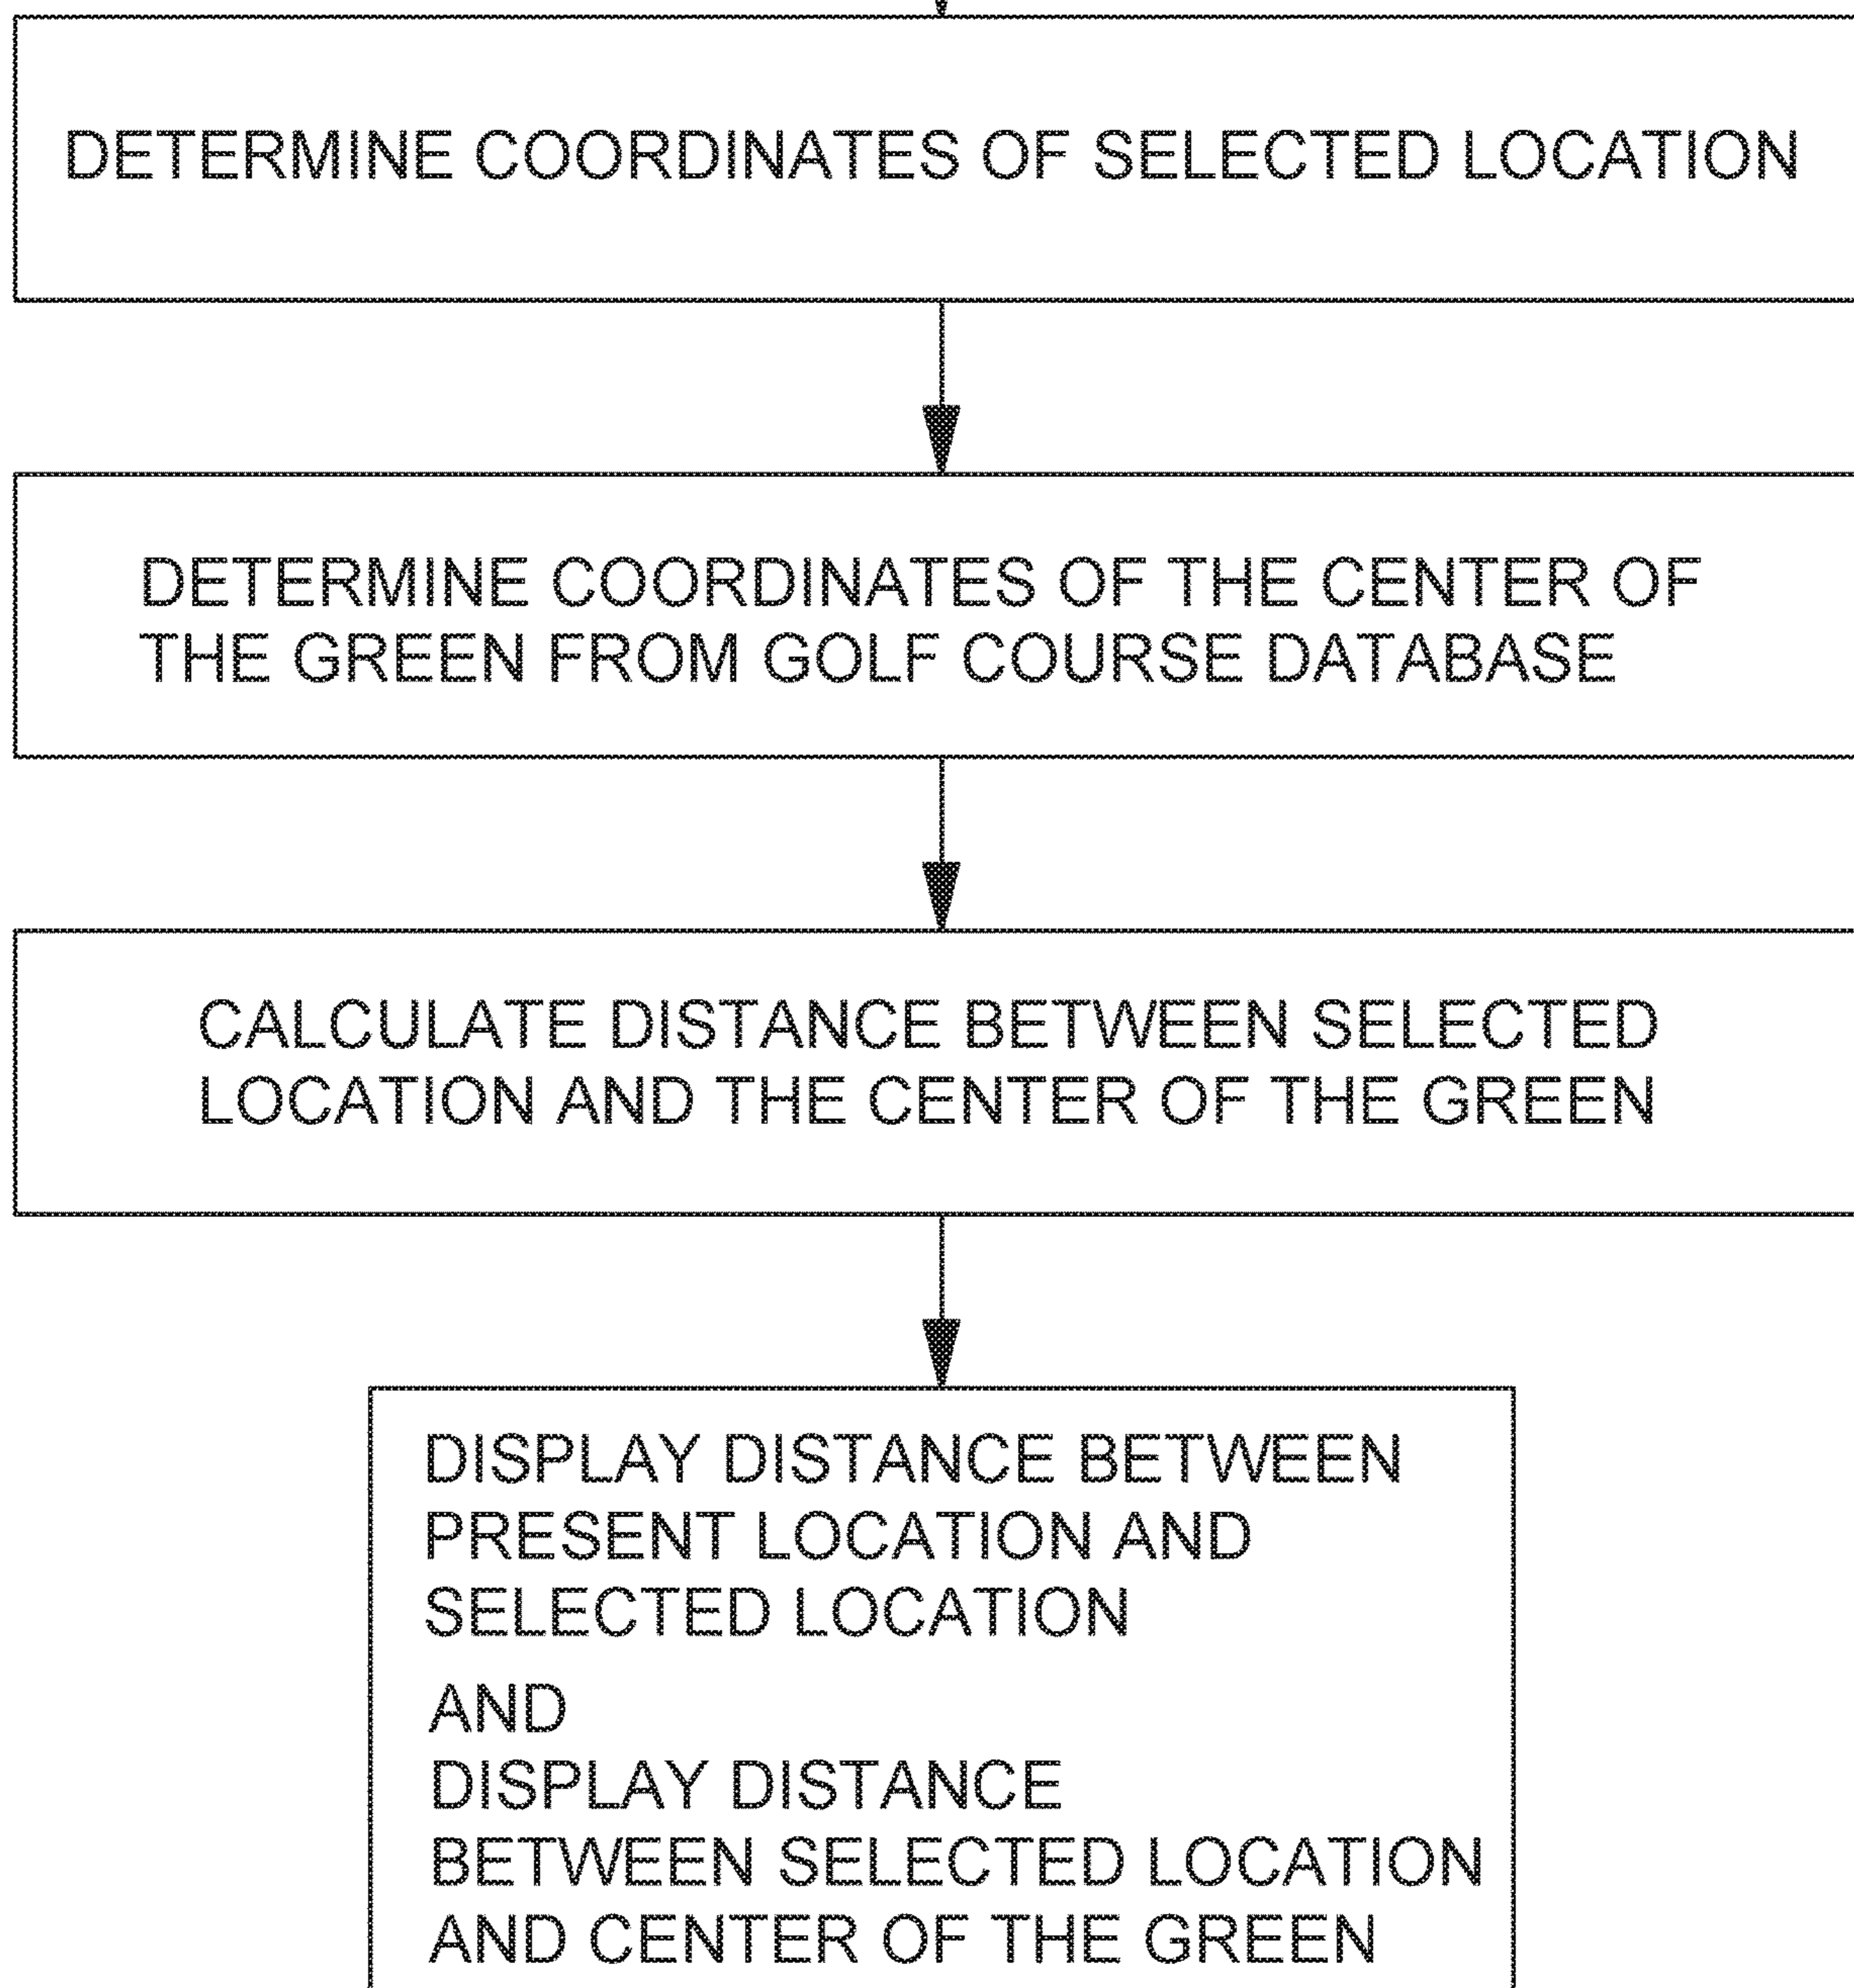 DETERMINE COORDINATES OF SELECTED LOCATION
DETERMINE COORDINATES OF THE CENTER OF
THE GREEN FROM GOLF COURSE DATABASE
CALCULATE DISTANCE BETWEEN SELECTED
LOCATION AND THE CENTER OF THE GREEN
DISPLAY DISTANCE BETWEEN
PRESENT LOCATION AND
SELECTED LOCATION
AND
DISPLAY DISTANCE
BETWEEN SELECTED LOCATION
AND CENTER OF THE GREEN